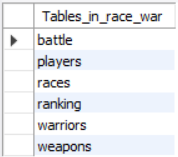 Tables_in_race_war
battle
players
races
ranking
warriors
weapons